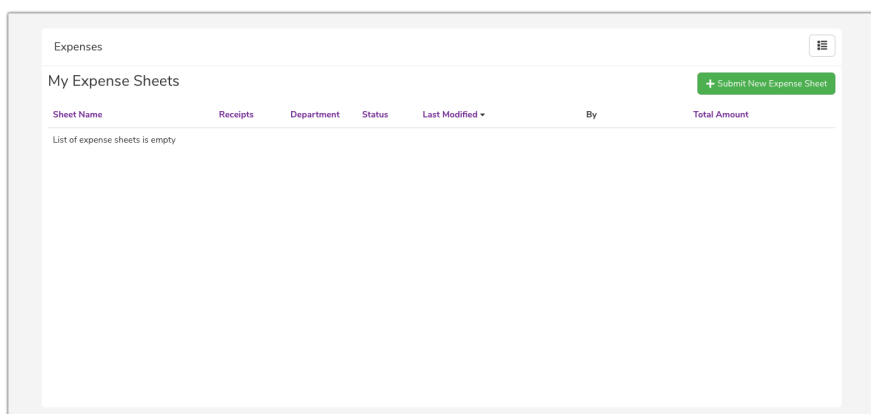 Expenses
My Expense Sheets
Submit New Expense Sheet
Sheet Name Receipts Department Status Last Modified By Total Amount
List of expense sheets is empty